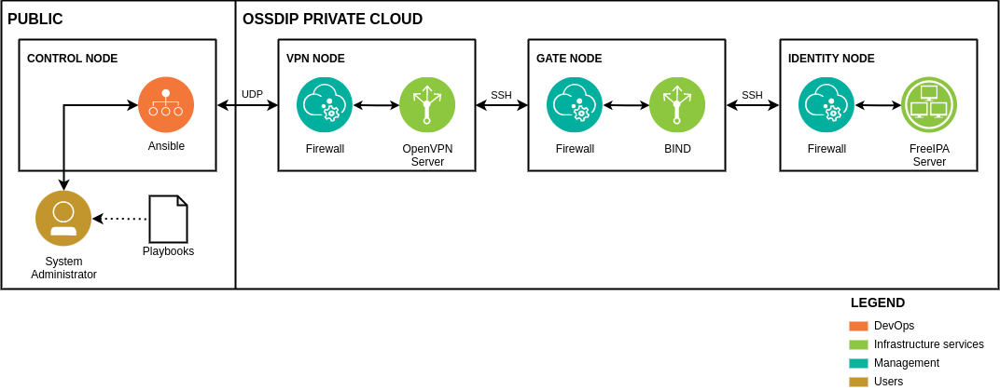 PUBLIC
OSSDIP PRIVATE CLOUD
CONTROL NODE
VPN NODE
GATE NODE
IDENTITY NODE
UDP
SSH
SSH
Ansible
Firewall
OpenVPN
Server
Firewall
BIND
Firewall
FreeIPA
Server
Playbooks
System
Administrator
LEGEND
DevOps
Infrastructure services
Management
Users